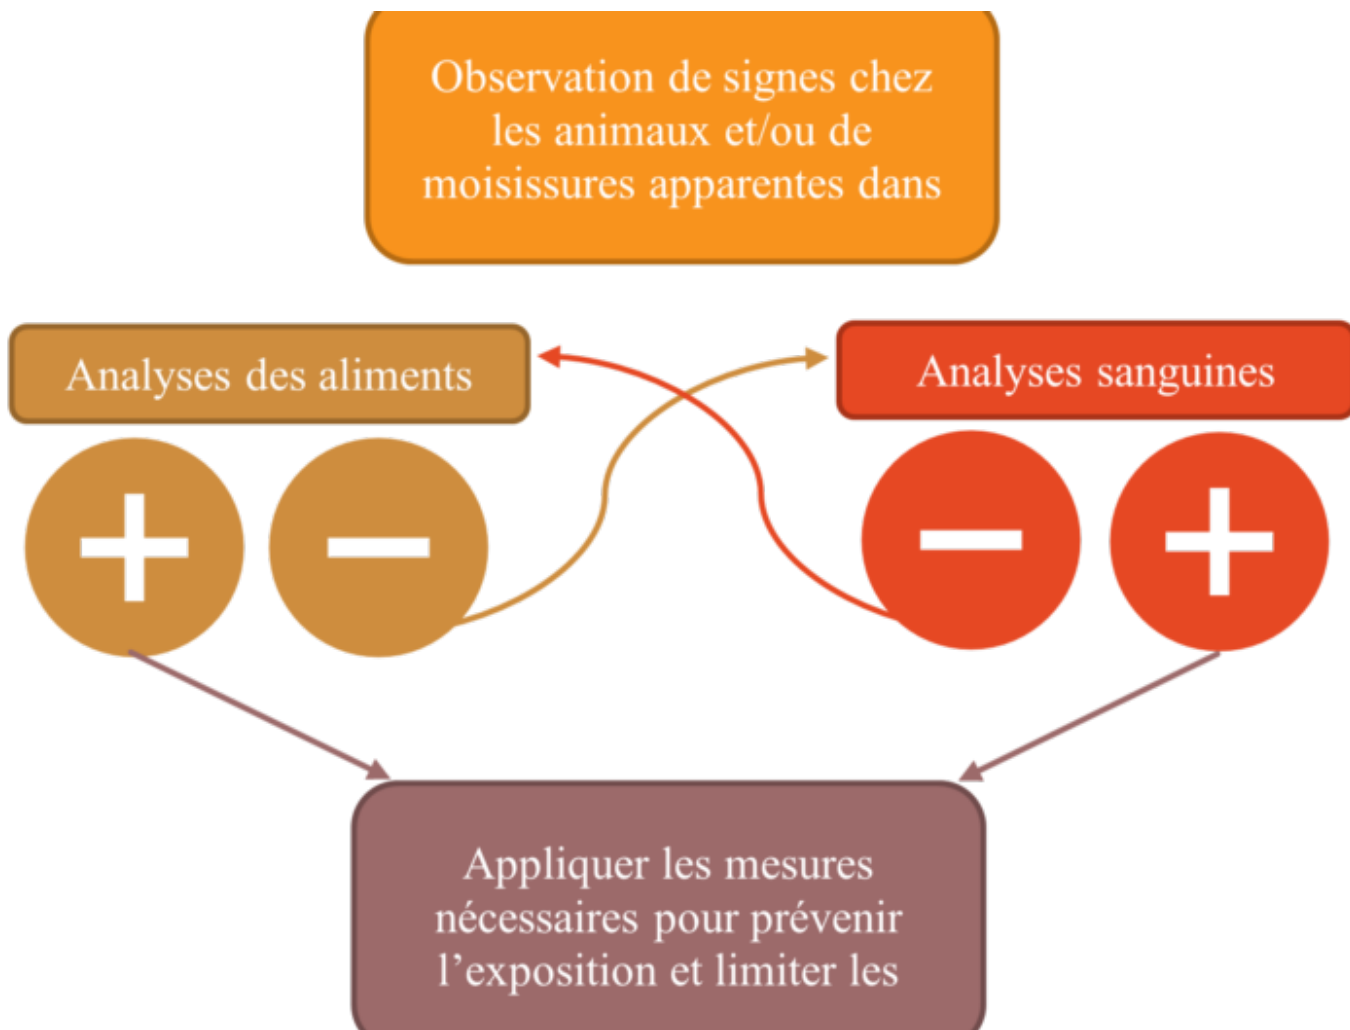 Observation de signes chez
les animaux et/ou de
moisissures apparentes dans
Analyses des aliments
Analyses sanguines
+
−
−
+
Appliquer les mesures
nécessaires pour prévenir
l’exposition et limiter les